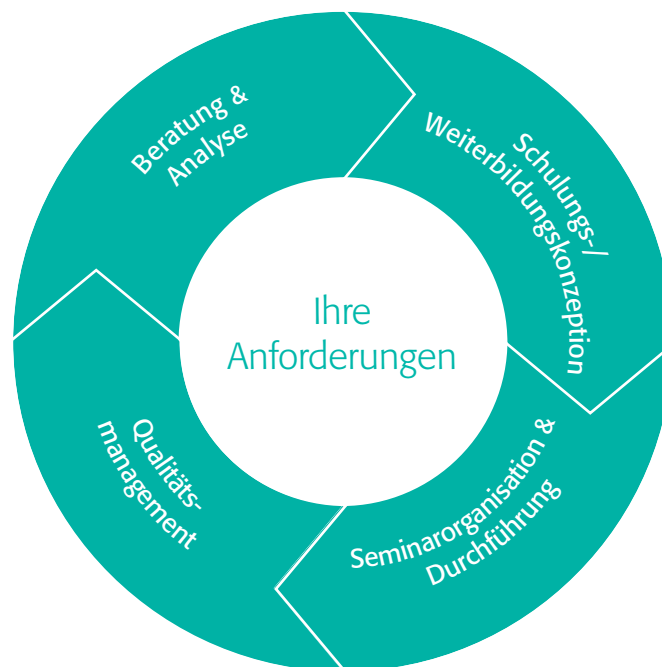 Beratung &
Analyse
Schulungs-/
Weiterbildungskonzeption
Ihre
Anforderungen
Seminarorganisation &
Durchführung
Qualitäts-
management